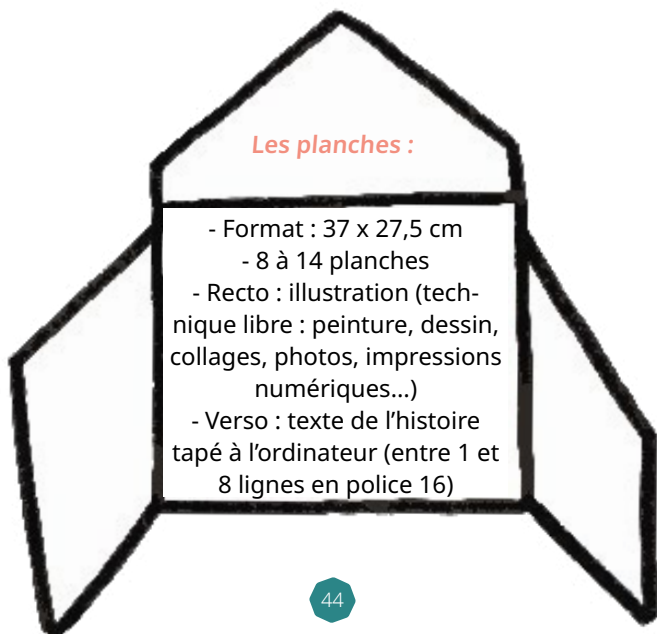 Les planches :
- Format : 37 x 27,5 cm
- 8 à 14 planches
- Recto : illustration (tech-
nique libre : peinture, dessin,
collages, photos, impressions
numériques...)
- Verso : texte de l’histoire
tapé à l’ordinateur (entre 1 et
8 lignes en police 16)
44